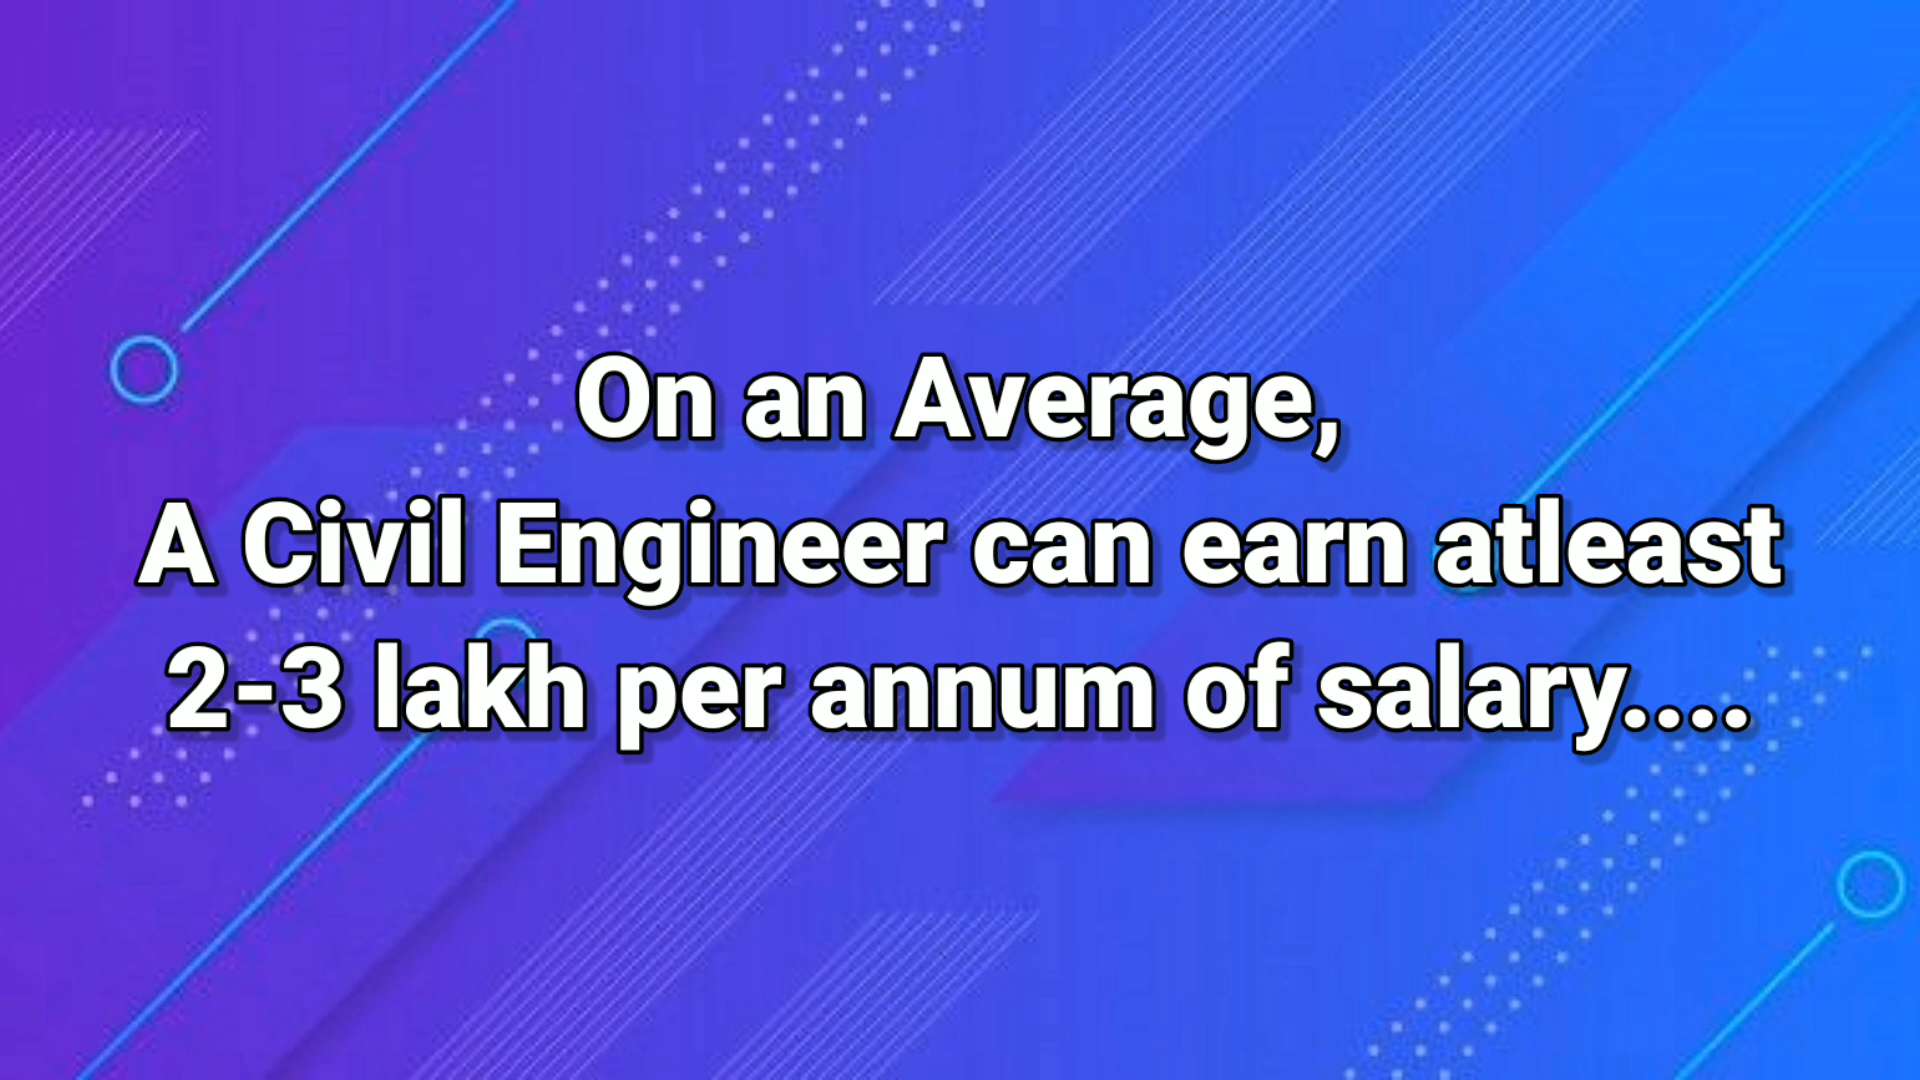 On an Average,
A Civil Engineer can earn atleast
2-3 lakh per annum of salary....